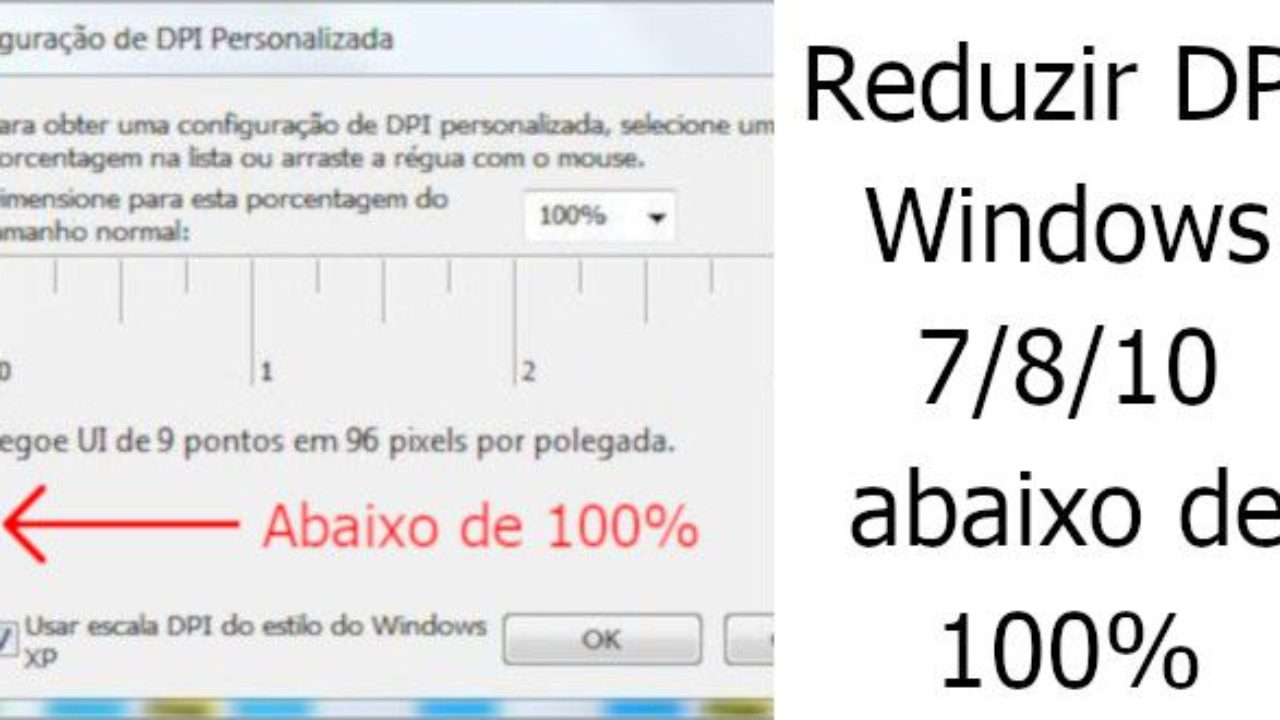 guração de DPI Personalizada
ara obter uma configuração de DPI personalizada, selecione um
orcentagem na lista ou arraste a régua com o mouse.
imensione para esta porcentagem do
amanho normal:
100%
0
1
2
egoe UI de 9 pontos em 96 pixels por polegada.
Abaixo de 100%
Usar escala DPI do estilo do Windows
XP
OK
Reduzir DP
Windows
7/8/10
abaixo de
100%